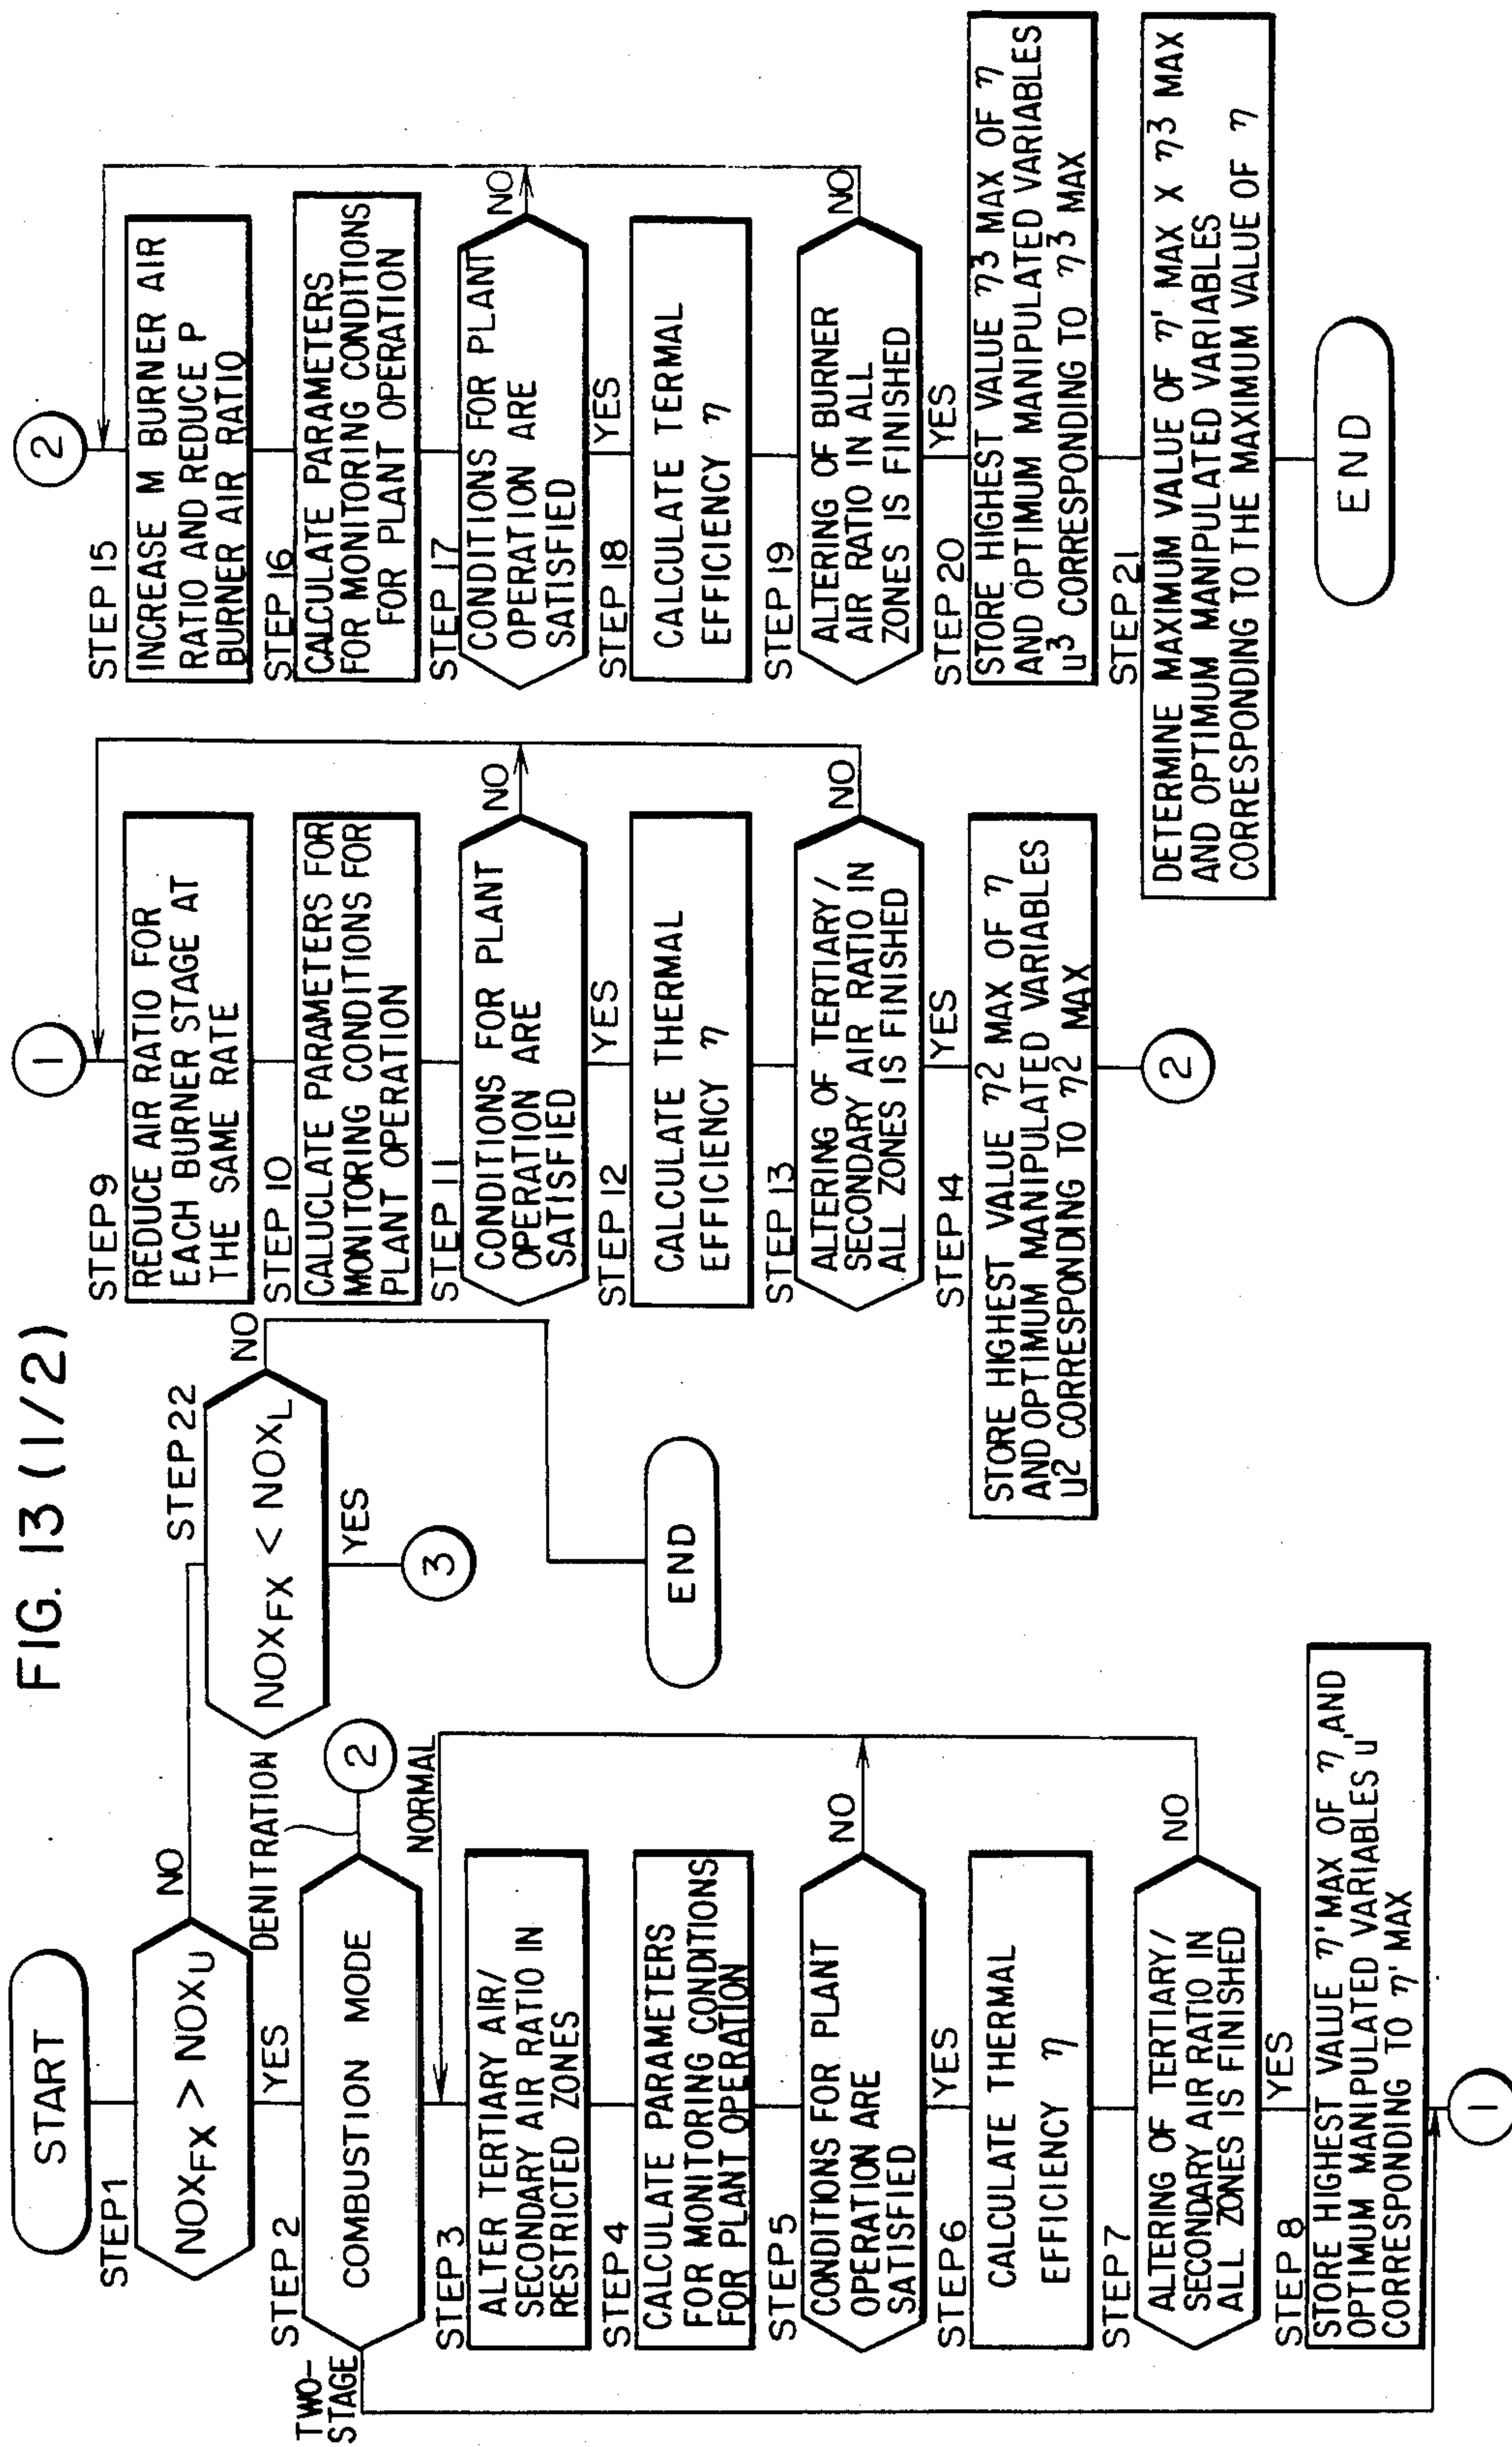 FIG. 13 (1/2)
START
STEP1
NOXFX > NOXU
NO
YES
STEP 2
COMBUSTION MODE
DENITRATION
2
TWO-
STAGE
NORMAL
STEP 3
ALTER TERTIARY AIR/
SECONDARY AIR RATIO IN
RESTRICTED ZONES
STEP 4
CALCULATE PARAMETERS
FOR MONITORING CONDITIONS
FOR PLANT OPERATION
STEP 5
CONDITIONS FOR PLANT
OPERATION ARE
SATISFIED
NO
YES
STEP 6
CALCULATE THERMAL
EFFICIENCY η
STEP 7
ALTERING OF TERTIARY/
SECONDARY AIR RATIO IN
ALL ZONES IS FINISHED
NO
YES
STEP 8
STORE HIGHEST VALUE η' MAX OF η AND
OPTIMUM MANIPULATED VARIABLES u'
CORRESPONDING TO η' MAX
1
STEP 22
NOXFX < NOXL
NO
YES
3
END
1
STEP 9
REDUCE AIR RATIO FOR
EACH BURNER STAGE AT
THE SAME RATE
STEP 10
CALUCLATE PARAMETERS FOR
MONITORING CONDITIONS FOR
PLANT OPERATION
STEP 11
CONDITIONS FOR PLANT
OPERATION ARE
SATISFIED
NO
YES
STEP 12
CALCULATE THERMAL
EFFICIENCY η
STEP 13
ALTERING OF TERTIARY/
SECONDARY AIR RATIO IN
ALL ZONES IS FINISHED
NO
YES
STEP 14
STORE HIGHEST VALUE η2 MAX OF η
AND OPTIMUM MANIPULATED VARIABLES
u2 CORRESPONDING TO η2 MAX
2
2
STEP 15
INCREASE M BURNER AIR
RATIO AND REDUCE P
BURNER AIR RATIO
STEP 16
CALCULATE PARAMETERS
FOR MONITORING CONDITIONS
FOR PLANT OPERATION
STEP 17
CONDITIONS FOR PLANT
OPERATION ARE
SATISFIED
NO
YES
STEP 18
CALCULATE TERMAL
EFFICIENCY η
STEP 19
ALTERING OF BURNER
AIR RATIO IN ALL
ZONES IS FINISHED
NO
YES
STEP 20
STORE HIGHEST VALUE η3 MAX OF η
AND OPTIMUM MANIPULATED VARIABLES
u3 CORRESPONDING TO η3 MAX
STEP 21
DETERMINE MAXIMUM VALUE OF η' MAX X η3 MAX
AND OPTIMUM MANIPULATED VARIABLES
CORRESPONDING TO THE MAXIMUM VALUE OF η
END